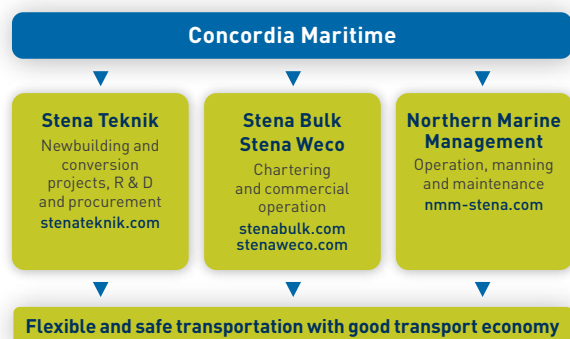 Concordia Maritime
Stena Teknik
Newbuilding and
conversion
projects, R & D
and procurement
stenateknik.com
Stena Bulk
Stena Weco
Chartering
and commercial
operation
stenabulk.com
stenaweco.com
Northern Marine
Management
Operation, manning
and maintenance
nmm-stena.com
Flexible and safe transportation with good transport economy